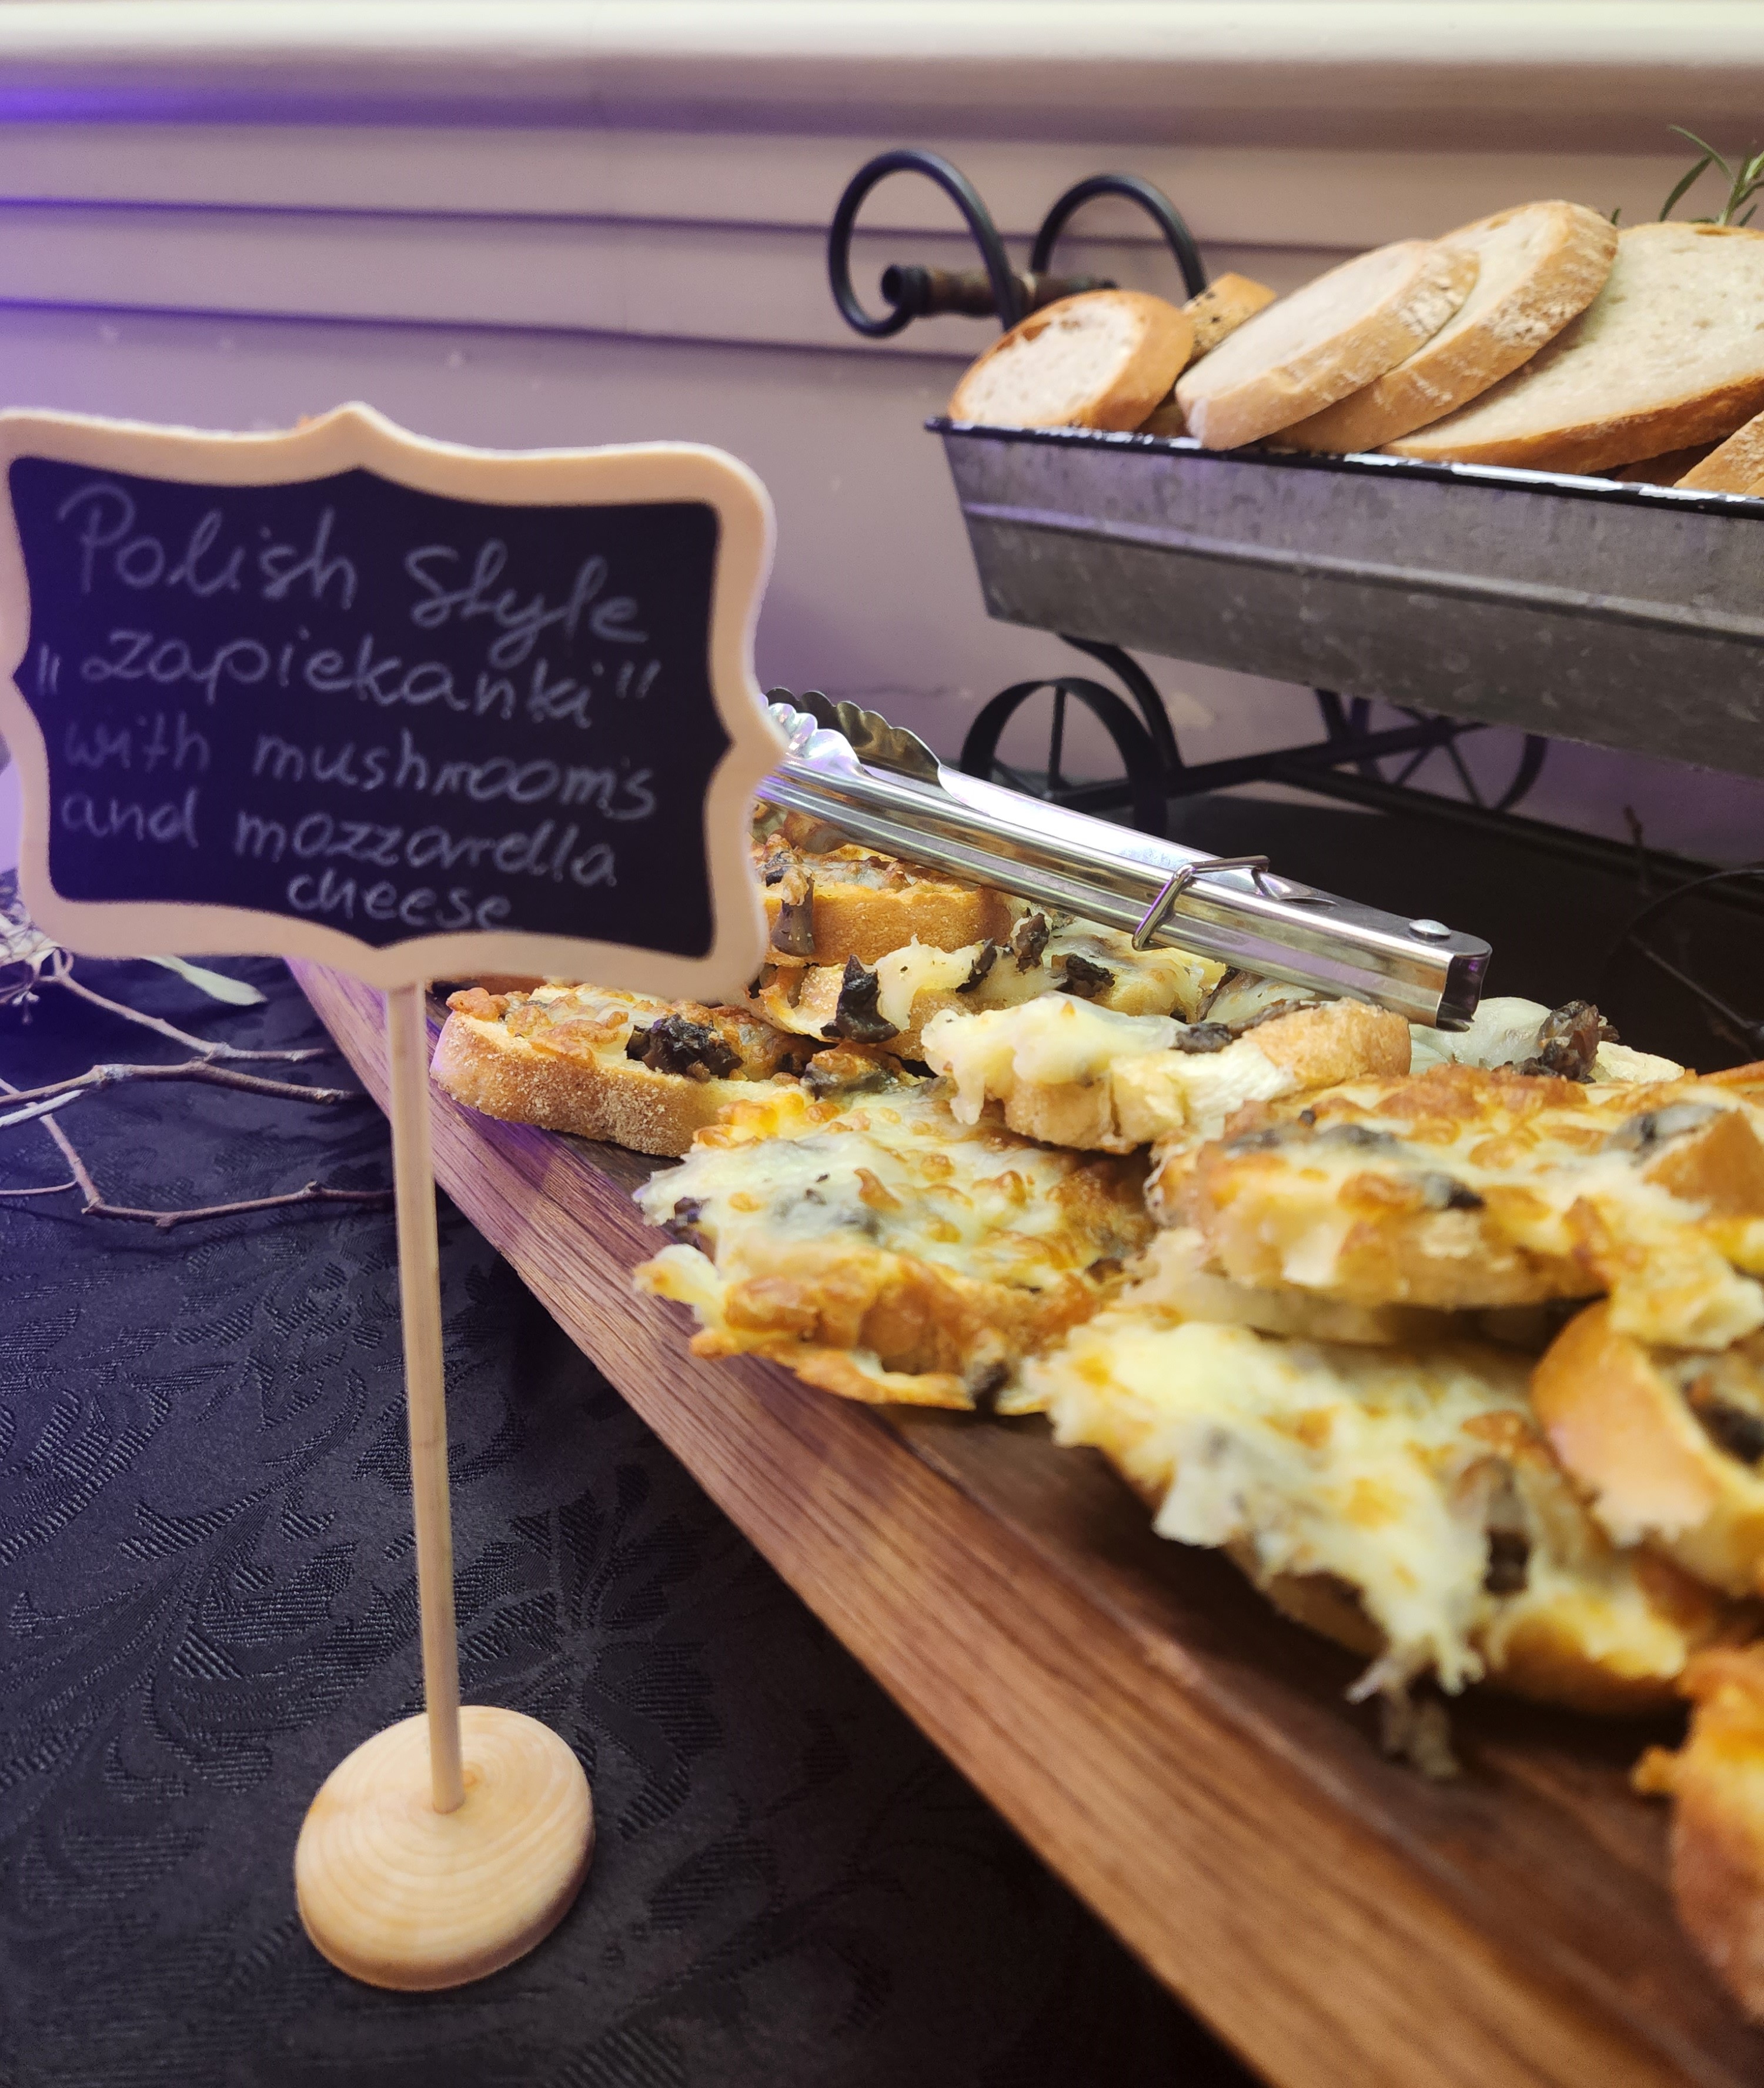 Polish Style
"zapiekanki"
with mushrooms
and mozzarella
cheese